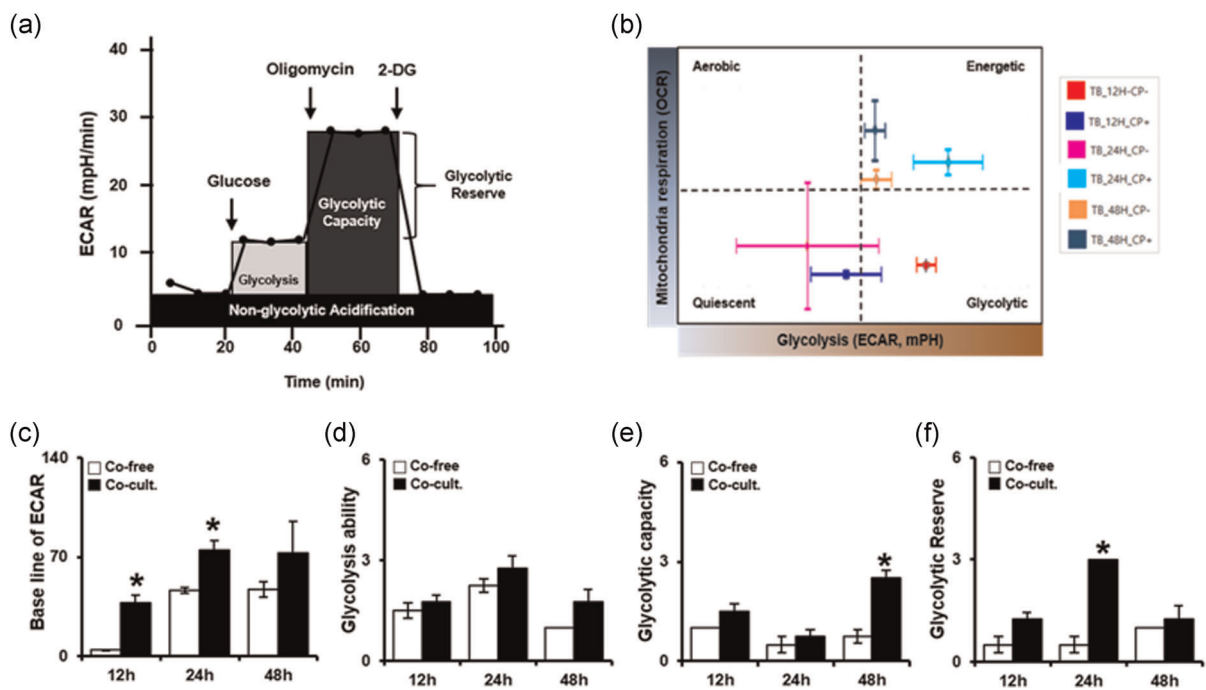 (a)
ECAR (mpH/min)
40
30
20
10
0
Oligomycin
2-DG
Glucose
Glycolytic
Reserve
Glycolytic
Capacity
Glycolysis
Non-glycolytic Acidification
0
20
40
60
80
100
Time (min)
(b)
Mitochondria respiration (OCR)
Aerobic
Energetic
Quiescent
Glycolytic
Glycolysis (ECAR, mPH)
TB_12H-CP-
TB_12H_CP+
TB_24H_CP-
TB_24H_CP+
TB_48H_CP-
TB_48H_CP+
(c)
Base line of ECAR
140
70
0
Co-free
Co-cult.
*
*
12h
24h
48h
(d)
Glycolysis ability
6
3
0
Co-free
Co-cult.
12h
24h
48h
(e)
Glycolytic capacity
6
3
0
Co-free
Co-cult.
*
12h
24h
48h
(f)
Glycolytic Reserve
6
3
0
Co-free
Co-cult.
*
12h
24h
48h